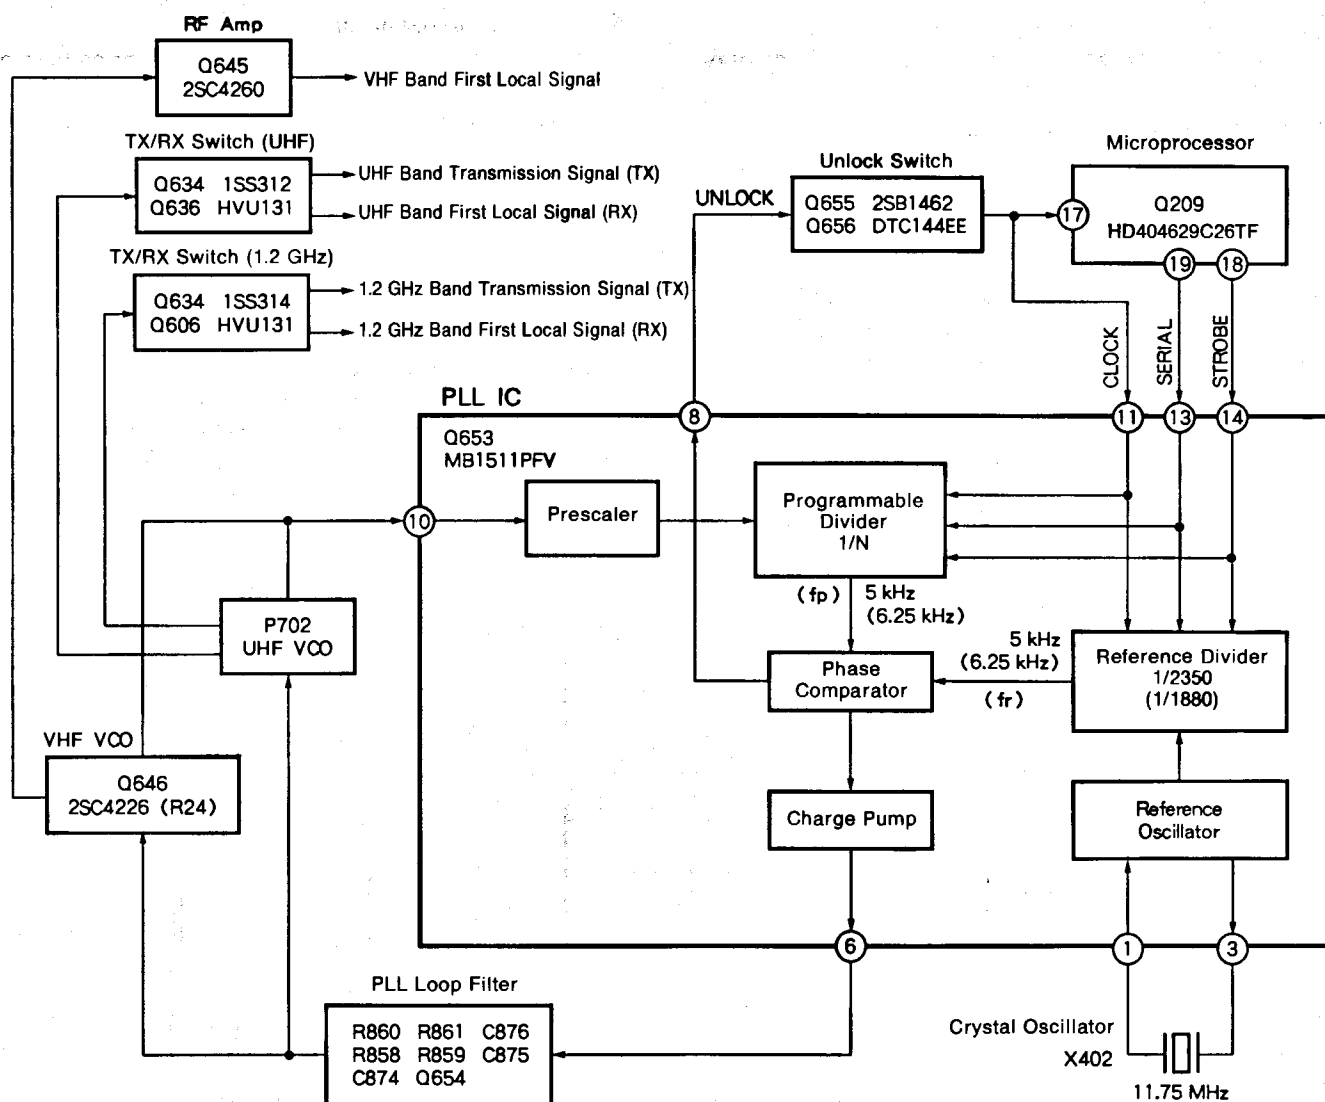 RF Amp
Q645
2SC4260
VHF Band First Local Signal
TX/RX Switch (UHF)
Q634 1SS312
Q636 HVU131
UHF Band Transmission Signal (TX)
UHF Band First Local Signal (RX)
TX/RX Switch (1.2 GHz)
Q634 1SS314
Q606 HVU131
1.2 GHz Band Transmission Signal (TX)
1.2 GHz Band First Local Signal (RX)
UNLOCK
Unlock Switch
Q655 2SB1462
Q656 DTC144EE
Microprocessor
17
Q209
HD404629C26TF
19
18
CLOCK
SERIAL
STROBE
PLL IC
8
11
13
14
Q653
MB1511PFV
10
Prescaler
Programmable
Divider
1/N
(fp)
5 kHz
(6.25 kHz)
P702
UHF VCO
Phase
Comparator
5 kHz
(6.25 kHz)
(fr)
Reference Divider
1/2350
(1/1880)
VHF VCO
Q646
2SC4226 (R24)
Charge Pump
Reference
Oscillator
6
1
3
PLL Loop Filter
R860 R861 C876
R858 R859 C875
C874 Q654
Crystal Oscillator
X402
11.75 MHz